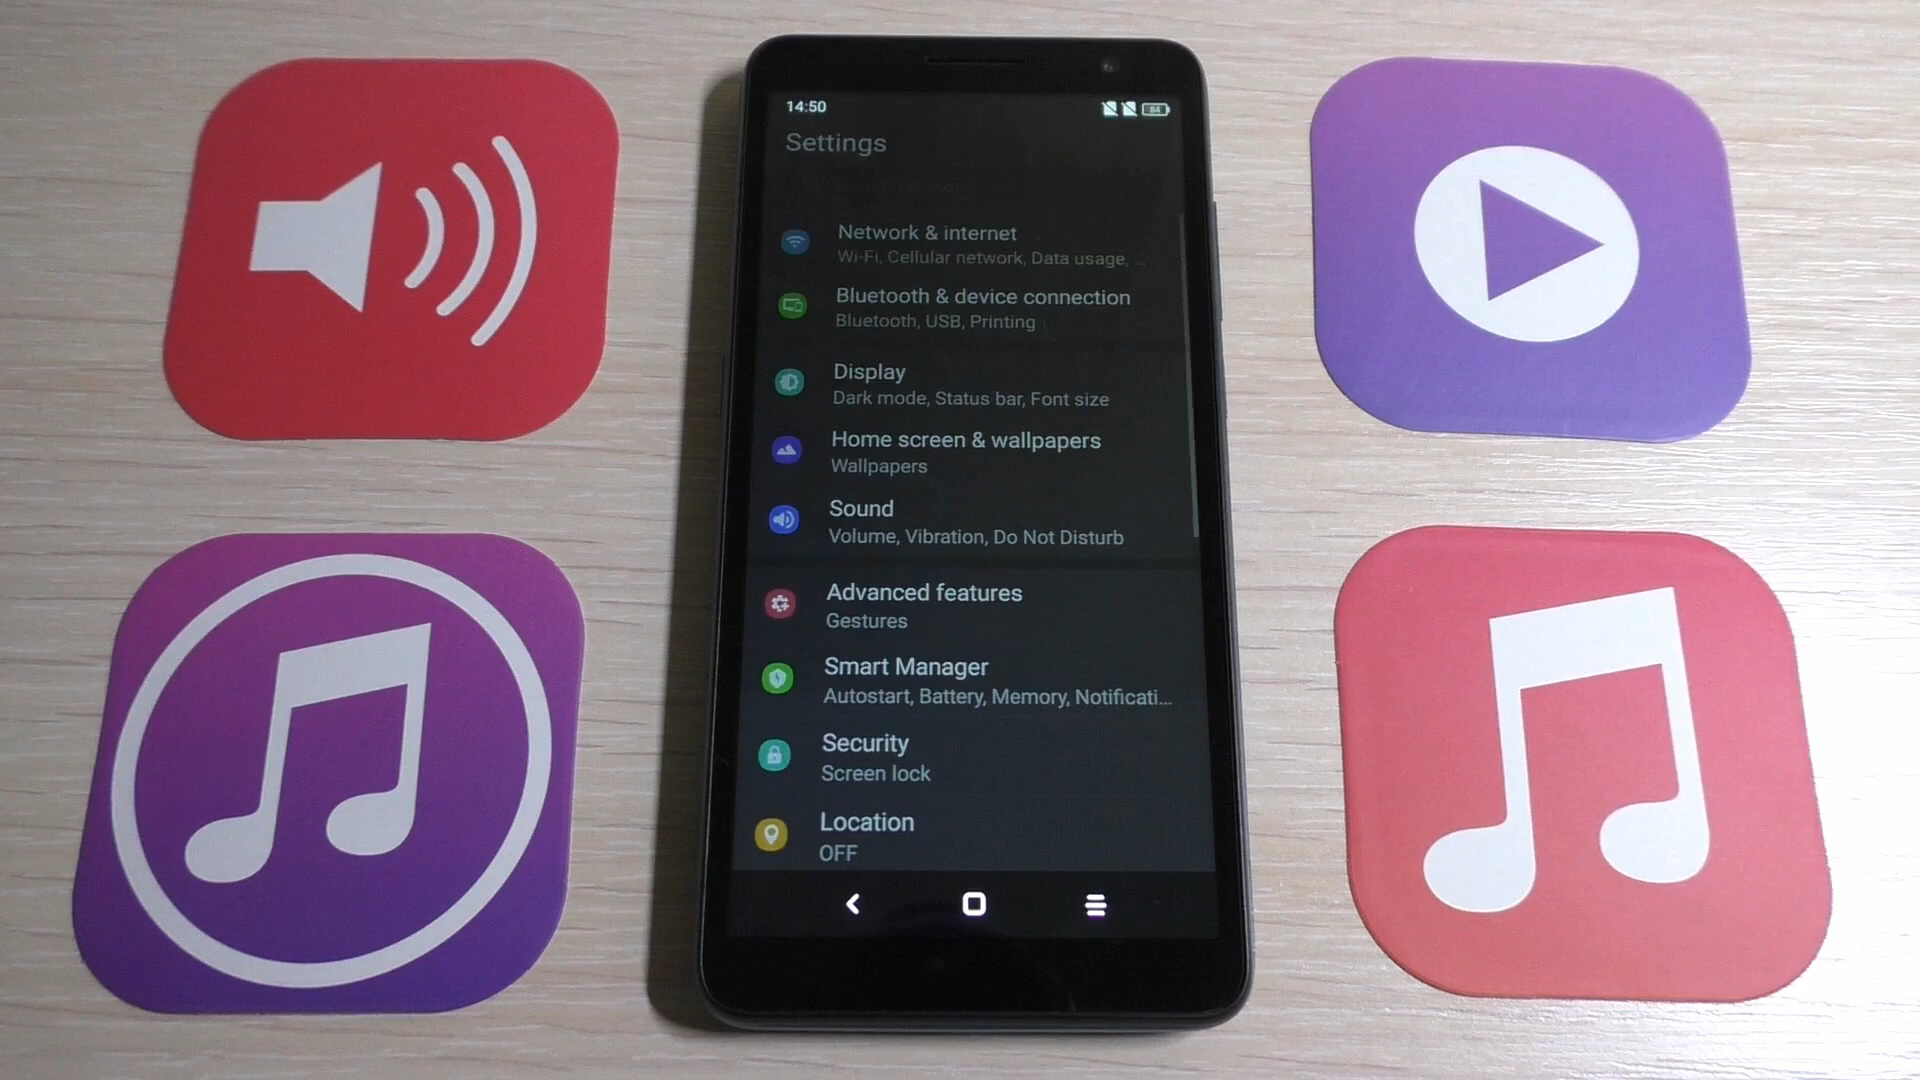 14:50
84
Settings
Network & internet
Wi-Fi, Cellular network, Data usage, ...
Bluetooth & device connection
Bluetooth, USB, Printing
Display
Dark mode, Status bar, Font size
Home screen & wallpapers
Wallpapers
Sound
Volume, Vibration, Do Not Disturb
Advanced features
Gestures
Smart Manager
Autostart, Battery, Memory, Notificati...
Security
Screen lock
Location
OFF